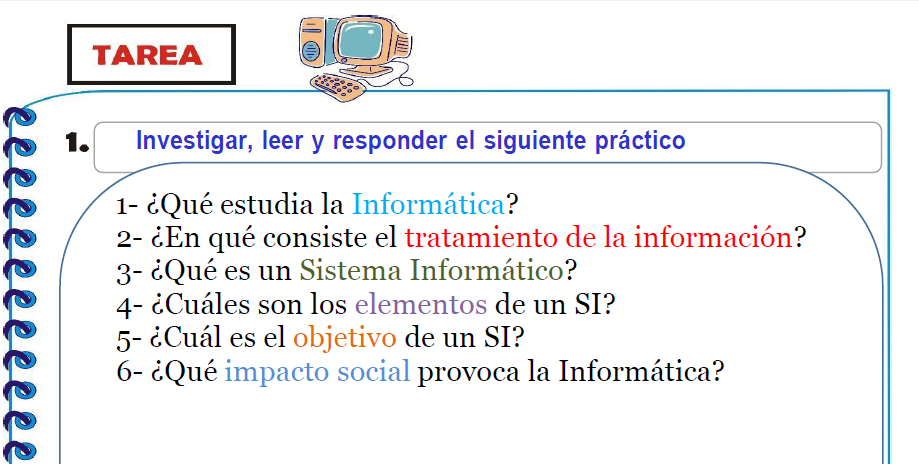 TAREA
1. Investigar, leer y responder el siguiente práctico
1- ¿Qué estudia la Informática?
2- ¿En qué consiste el tratamiento de la información?
3- ¿Qué es un Sistema Informático?
4- ¿Cuáles son los elementos de un SI?
5- ¿Cuál es el objetivo de un SI?
6- ¿Qué impacto social provoca la Informática?